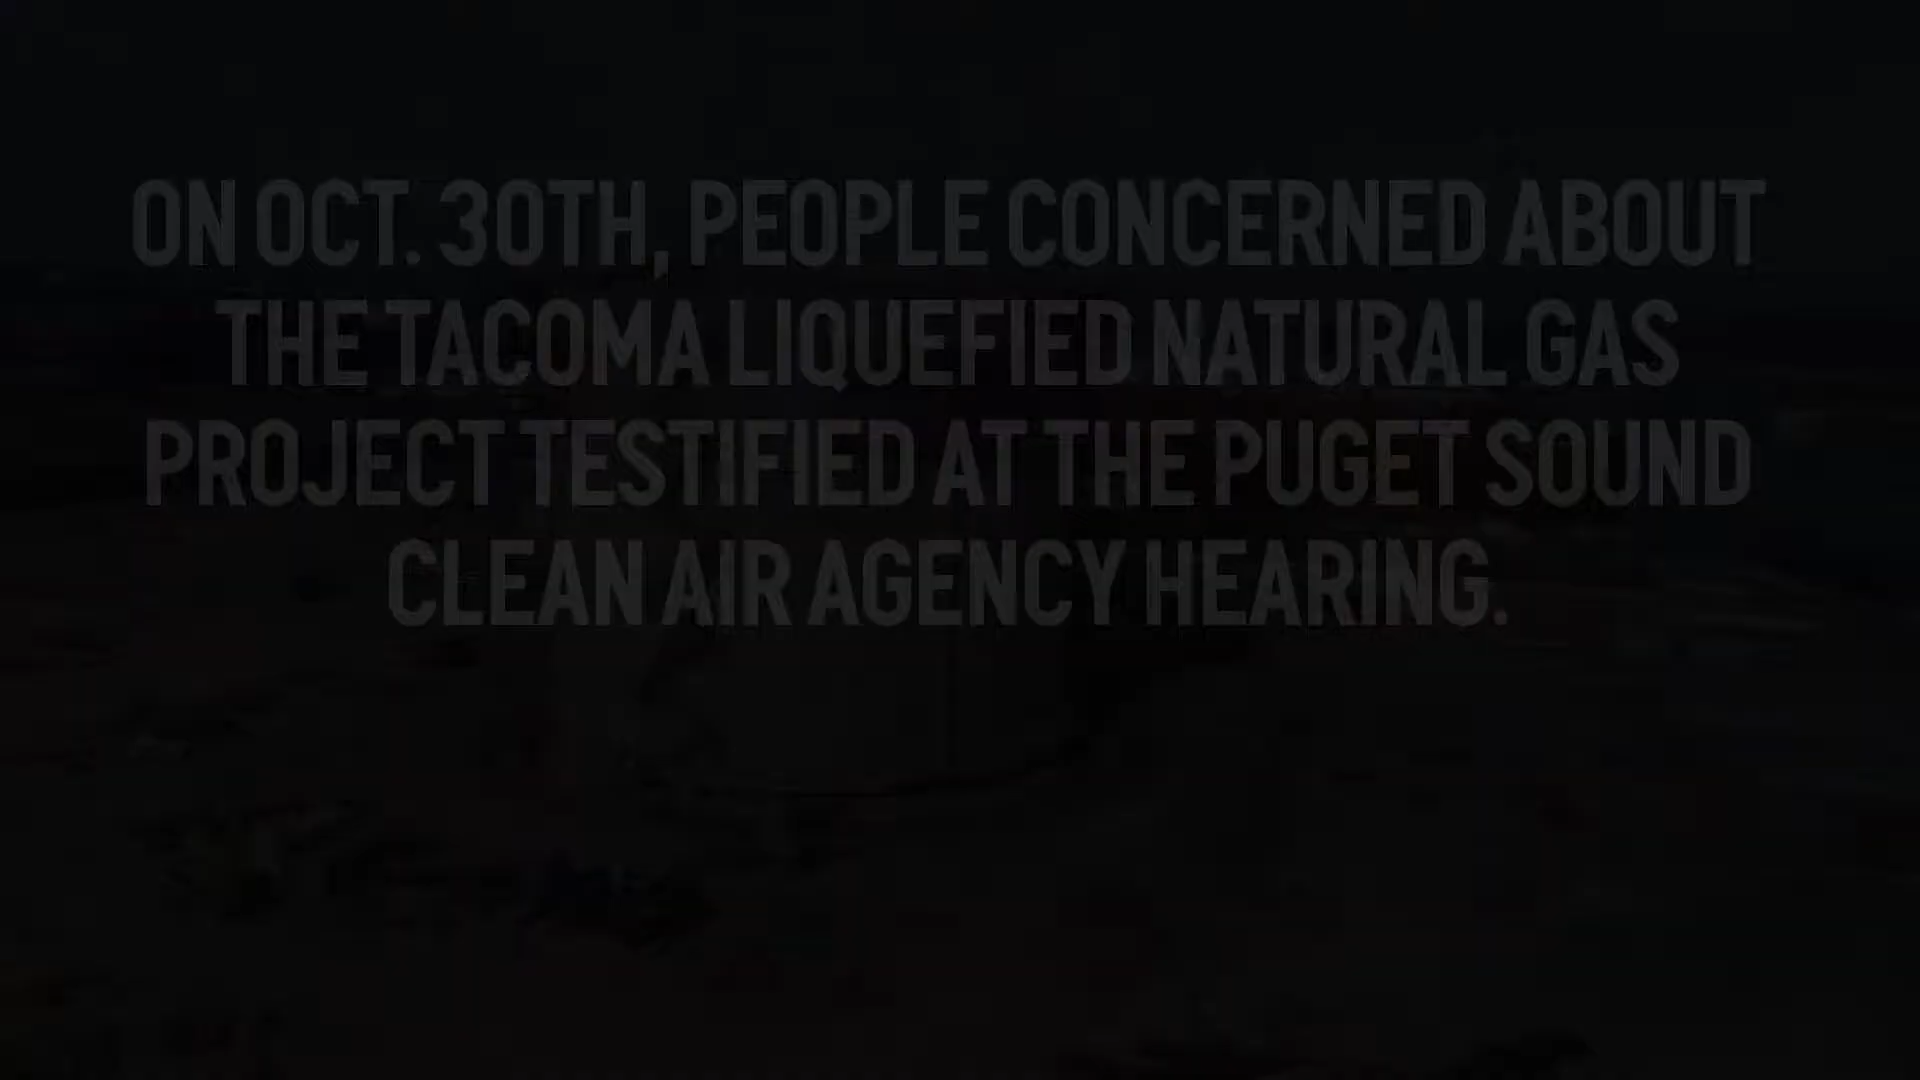 ON OCT. 30TH, PEOPLE CONCERNED ABOUT
THE TACOMA LIQUEFIED NATURAL GAS
PROJECT TESTIFIED AT THE PUGET SOUND
CLEAN AIR AGENCY HEARING.